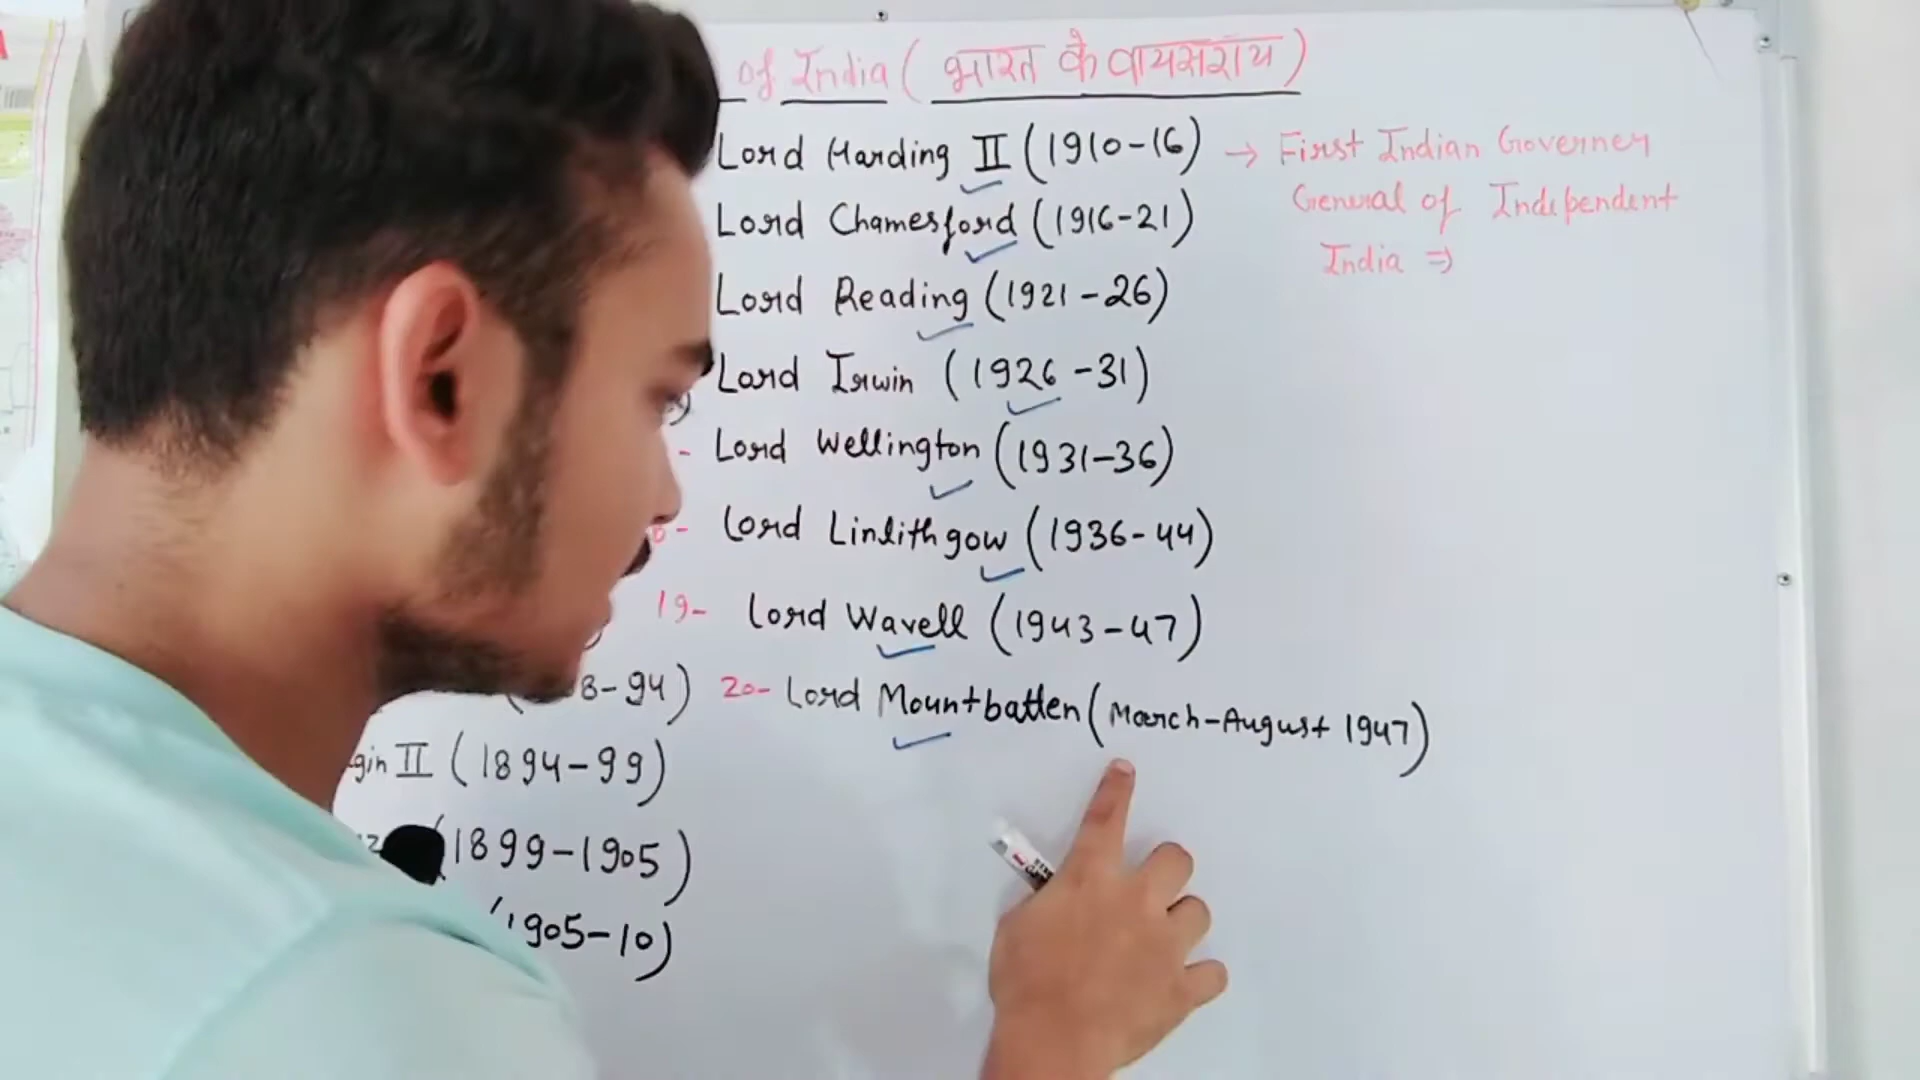 of India (भारत के वायसराय)
Lord Harding II (1910-16) → First Indian Governer
General of Independent
India ⇒
Lord Chamesford (1916-21)
Lord Reading (1921-26)
Lord Irwin (1926-31)
- Lord Wellington (1931-36)
- Lord Linlithgow (1936-44)
19- Lord Wavell (1943-47)
20- Lord Mountbatten (March-August 1947)
8-94)
gin II (1894-99)
(1899-1905)
(1905-10)